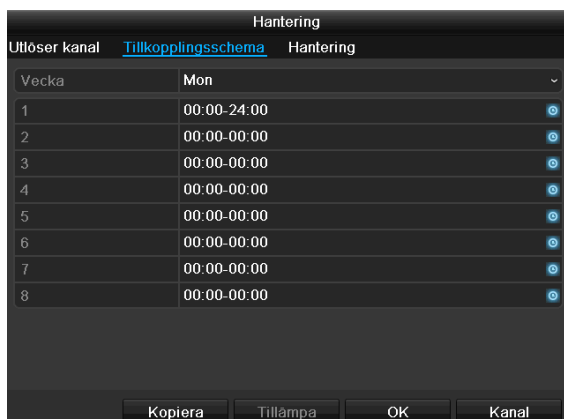 Hantering
Utlöser kanal Tillkopplingsschema Hantering
Vecka Mon
1 00:00-24:00
2 00:00-00:00
3 00:00-00:00
4 00:00-00:00
5 00:00-00:00
6 00:00-00:00
7 00:00-00:00
8 00:00-00:00
Kopiera Tillämpa OK Kanal